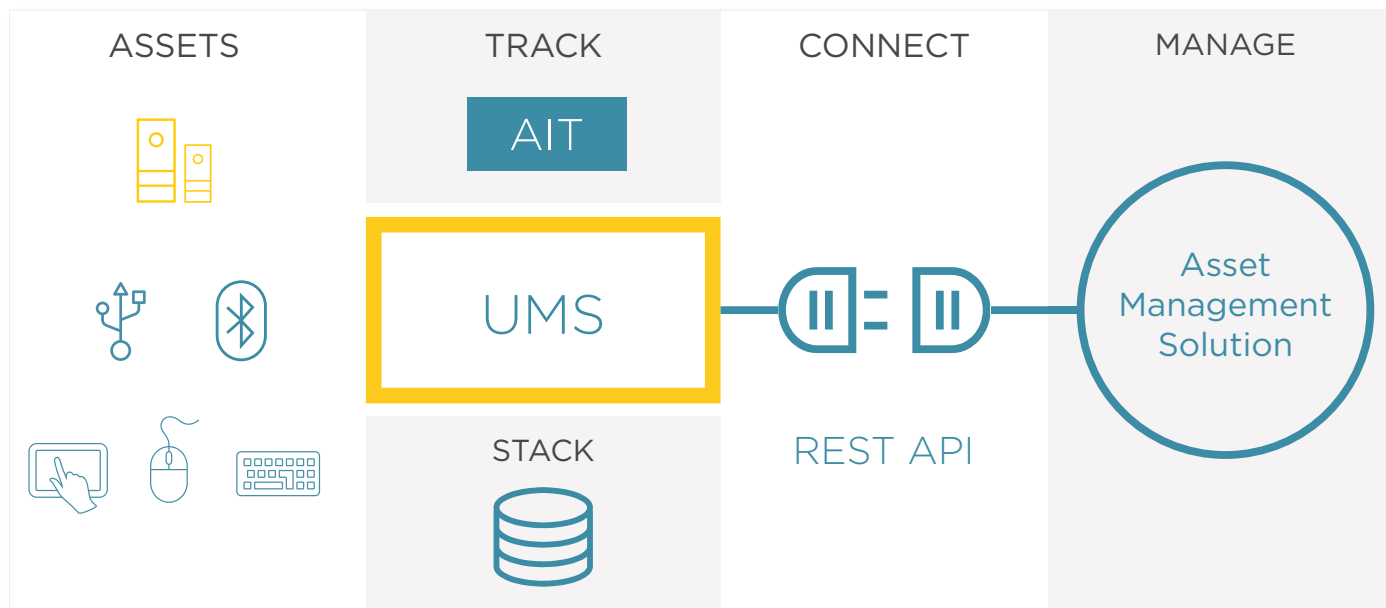 ASSETS
TRACK
CONNECT
MANAGE
AIT
UMS
STACK
REST API
Asset
Management
Solution